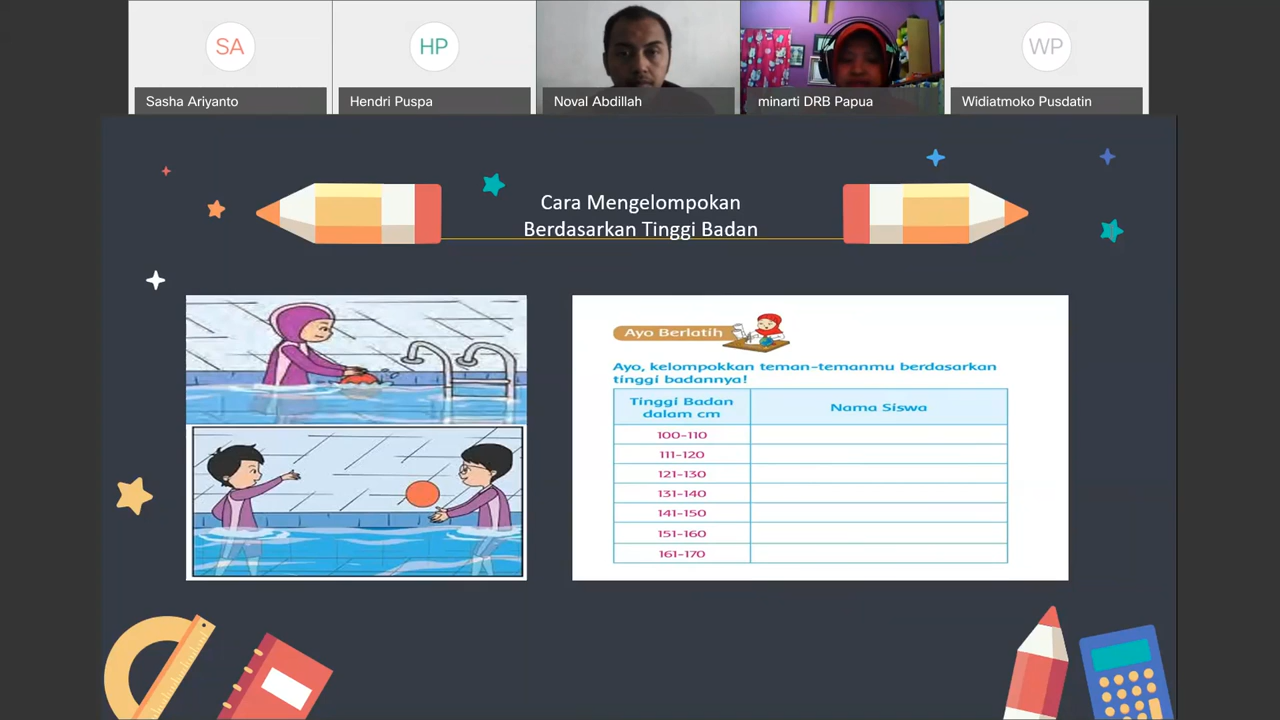 SA
HP
WP
Sasha Ariyanto
Hendri Puspa
Noval Abdillah
minarti DRB Papua
Widiatmoko Pusdatin
Cara Mengelompokan
Berdasarkan Tinggi Badan
Ayo Berlatih
Ayo, kelompokkan teman-temanmu berdasarkan
tinggi badannya!
Tinggi Badan
dalam cm
Nama Siswa
100-110
111-120
121-130
131-140
141-150
151-160
161-170